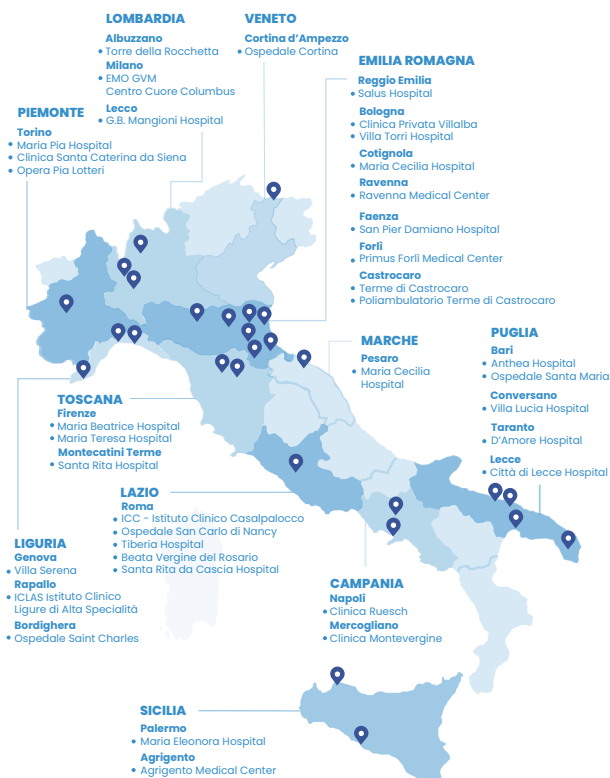 LOMBARDIA
Albuzzano
• Torre della Rocchetta
Milano
• EMO GVM
Centro Cuore Columbus
Lecco
• G.B. Mangioni Hospital
VENETO
Cortina d'Ampezzo
• Ospedale Cortina
EMILIA ROMAGNA
Reggio Emilia
• Salus Hospital
Bologna
• Clinica Privata Villalba
• Villa Torri Hospital
Cotignola
• Maria Cecilia Hospital
Ravenna
• Ravenna Medical Center
Faenza
• San Pier Damiano Hospital
Forlì
• Primus Forlì Medical Center
Castrocaro
• Terme di Castrocaro
• Poliambulatorio Terme di Castrocaro
PIEMONTE
Torino
• Maria Pia Hospital
• Clinica Santa Caterina da Siena
• Opera Pia Lotteri
MARCHE
Pesaro
• Maria Cecilia
Hospital
PUGLIA
Bari
• Anthea Hospital
• Ospedale Santa Maria
Conversano
• Villa Lucia Hospital
Taranto
• D'Amore Hospital
Lecce
• Città di Lecce Hospital
TOSCANA
Firenze
• Maria Beatrice Hospital
• Maria Teresa Hospital
Montecatini Terme
• Santa Rita Hospital
LAZIO
Roma
• ICC - Istituto Clinico Casalpalocco
• Ospedale San Carlo di Nancy
• Tiberia Hospital
• Beata Vergine del Rosario
• Santa Rita da Cascia Hospital
LIGURIA
Genova
• Villa Serena
Rapallo
• ICLAS Istituto Clinico
Ligure di Alta Specialità
Bordighera
• Ospedale Saint Charles
CAMPANIA
Napoli
• Clinica Ruesch
Mercogliano
• Clinica Montevergine
SICILIA
Palermo
• Maria Eleonora Hospital
Agrigento
• Agrigento Medical Center